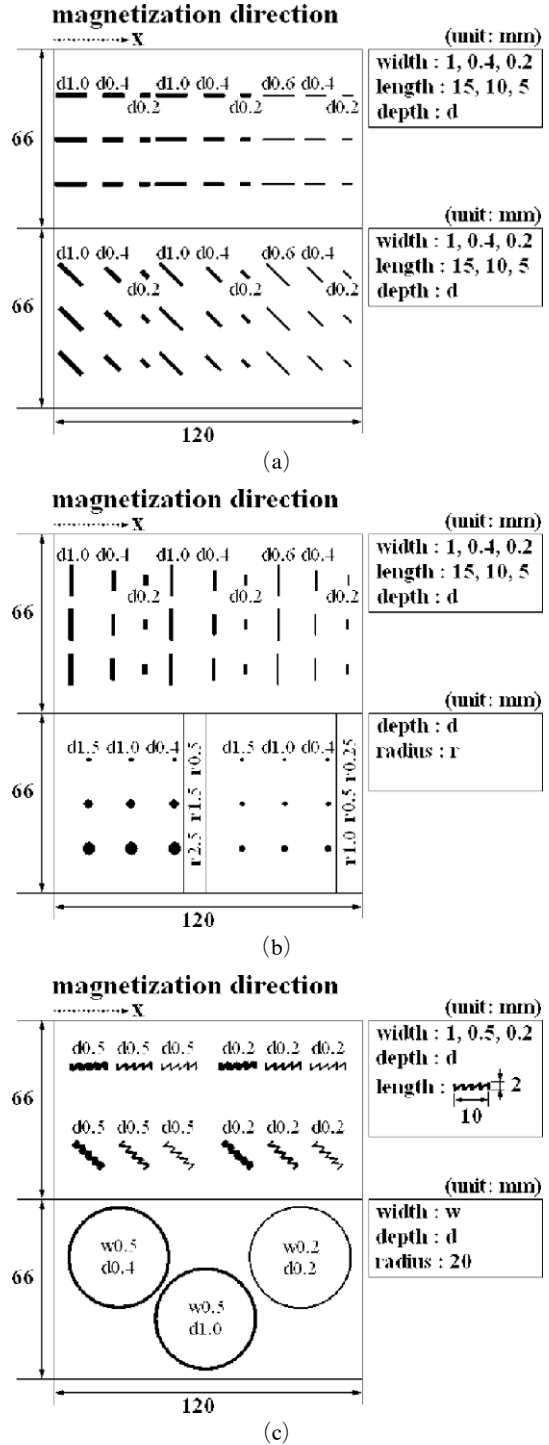 magnetization direction
x
(unit: mm)
d1.0 d0.4 d1.0 d0.4 d0.6 d0.4
d0.2 d0.2 d0.2
width : 1, 0.4, 0.2
length : 15, 10, 5
depth : d
66
(unit: mm)
d1.0 d0.4 d1.0 d0.4 d0.6 d0.4
d0.2 d0.2 d0.2
width : 1, 0.4, 0.2
length : 15, 10, 5
depth : d
66
120
(a)
magnetization direction
x
(unit: mm)
d1.0 d0.4 d1.0 d0.4 d0.6 d0.4
d0.2 d0.2 d0.2
width : 1, 0.4, 0.2
length : 15, 10, 5
depth : d
66
(unit: mm)
d1.5 d1.0 d0.4
r2.5 r1.5 r0.5
d1.5 d1.0 d0.4
r1.0 r0.5 r0.25
depth : d
radius : r
66
120
(b)
magnetization direction
x
(unit: mm)
d0.5 d0.5 d0.5 d0.2 d0.2 d0.2
d0.5 d0.5 d0.5 d0.2 d0.2 d0.2
width : 1, 0.5, 0.2
depth : d
length : 2
10
66
(unit: mm)
w0.5
d0.4
w0.2
d0.2
w0.5
d1.0
width : w
depth : d
radius : 20
66
120
(c)